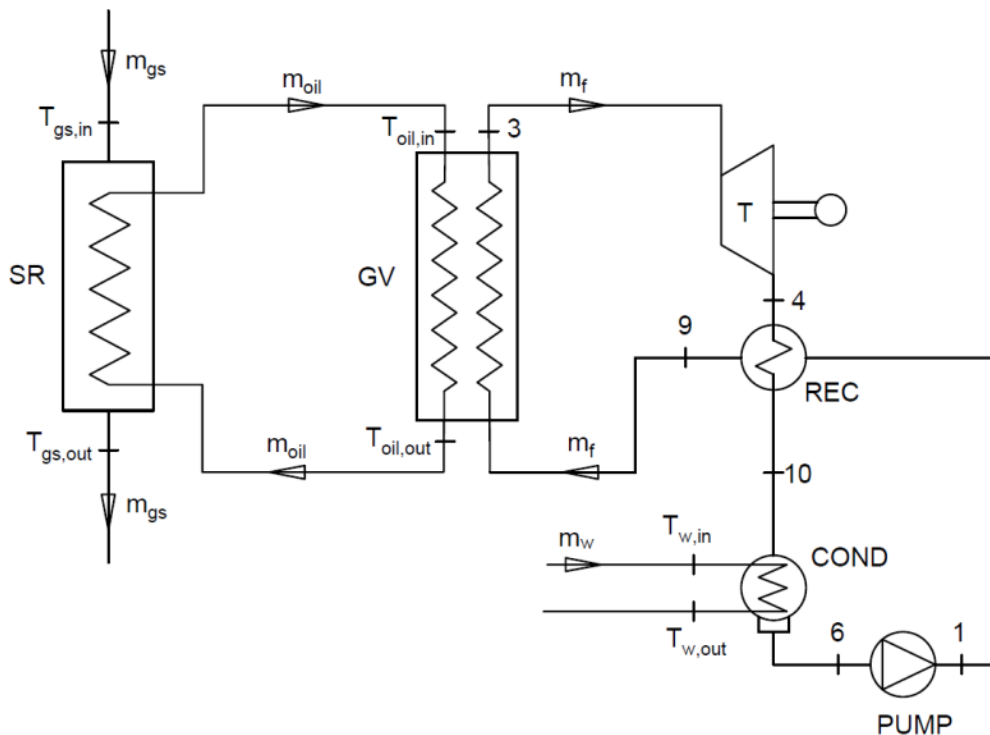 m_gs
m_oil
m_f
T_gs,in
T_oil,in
3
SR
GV
T
4
9
REC
T_gs,out
m_oil
T_oil,out
m_f
10
m_gs
m_w
T_w,in
COND
T_w,out
6
1
PUMP